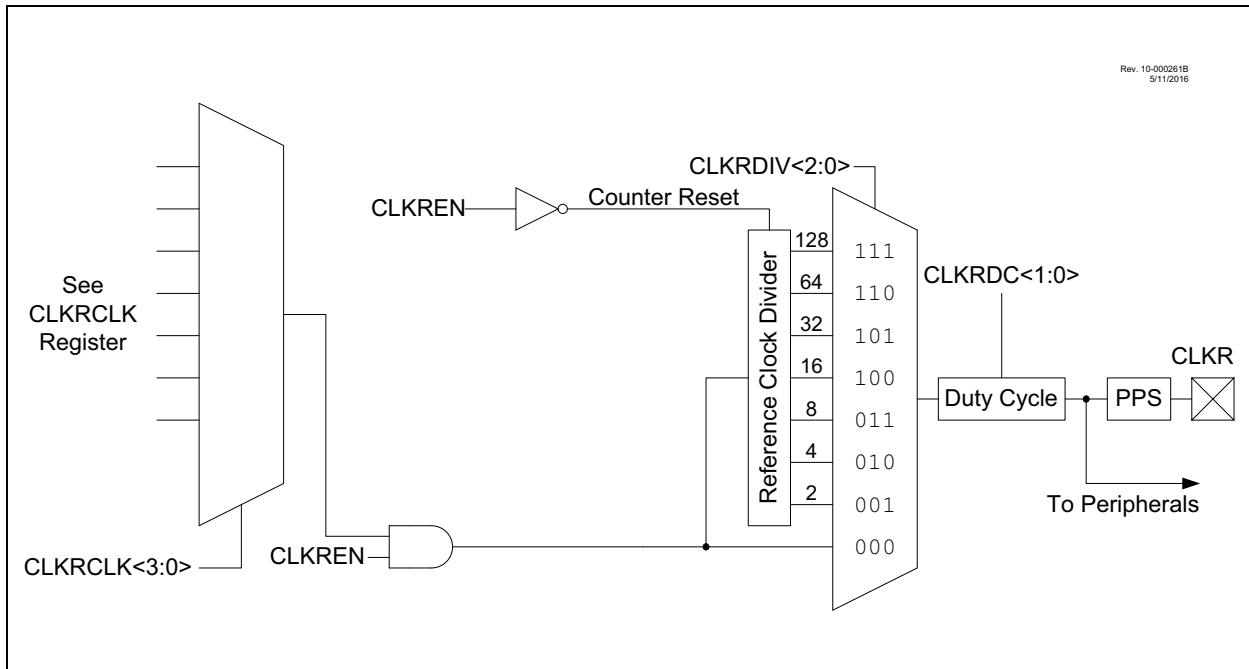 Rev. 10-000261B
5/11/2016
CLKRDIV<2:0>
Counter Reset
CLKREN
See
CLKRCLK
Register
Reference Clock Divider
128
64
32
16
8
4
2
111
110
101
100
011
010
001
000
CLKRDC<1:0>
Duty Cycle
PPS
CLKR
To Peripherals
CLKREN
CLKRCLK<3:0>